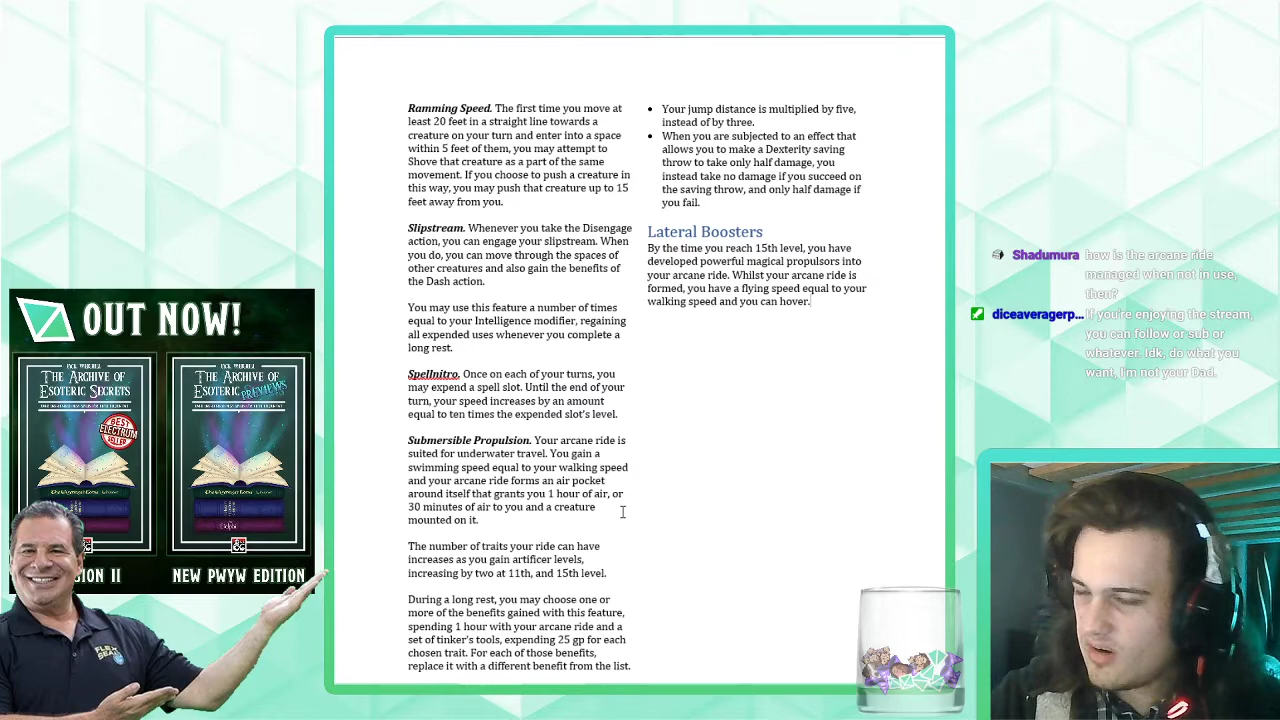 OUT NOW!
THE ARCHIVE OF
ESOTERIC SECRETS
BEST
ELECTRUM
SELLER
THE ARCHIVE OF
ESOTERIC PREVIEWS
ION II
NEW PWYW EDITION
Ramming Speed. The first time you move at
least 20 feet in a straight line towards a
creature on your turn and enter into a space
within 5 feet of them, you may attempt to
Shove that creature as a part of the same
movement. If you choose to push a creature in
this way, you may push that creature up to 15
feet away from you.
Slipstream. Whenever you take the Disengage
action, you can engage your slipstream. When
you do, you can move through the spaces of
other creatures and also gain the benefits of
the Dash action.
You may use this feature a number of times
equal to your Intelligence modifier, regaining
all expended uses whenever you complete a
long rest.
Spellnitro. Once on each of your turns, you
may expend a spell slot. Until the end of your
turn, your speed increases by an amount
equal to ten times the expended slot's level.
Submersible Propulsion. Your arcane ride is
suited for underwater travel. You gain a
swimming speed equal to your walking speed
and your arcane ride forms an air pocket
around itself that grants you 1 hour of air, or
30 minutes of air to you and a creature
mounted on it.
The number of traits your ride can have
increases as you gain artificer levels,
increasing by two at 11th, and 15th level.
During a long rest, you may choose one or
more of the benefits gained with this feature,
spending 1 hour with your arcane ride and a
set of tinker's tools, expending 25 gp for each
chosen trait. For each of those benefits,
replace it with a different benefit from the list.
• Your jump distance is multiplied by five,
instead of by three.
• When you are subjected to an effect that
allows you to make a Dexterity saving
throw to take only half damage, you
instead take no damage if you succeed on
the saving throw, and only half damage if
you fail.
Lateral Boosters
By the time you reach 15th level, you have
developed powerful magical propulsors into
your arcane ride. Whilst your arcane ride is
formed, you have a flying speed equal to your
walking speed and you can hover.
Shadumura how is the arcane ride
managed when not in use,
then?
diceaveragerp... If you're enjoying the stream,
you can follow or sub or
whatever. Idk, do what you
want, I'm not your Dad.